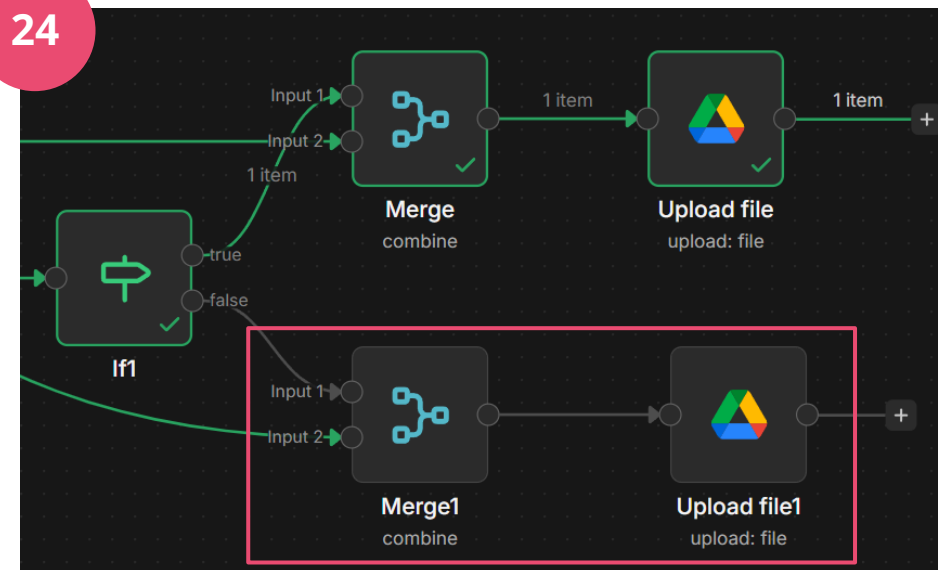 24
Input 1
Input 2
1 item
1 item
1 item
Merge
combine
Upload file
upload: file
true
false
If1
Input 1
Input 2
Merge1
combine
Upload file1
upload: file